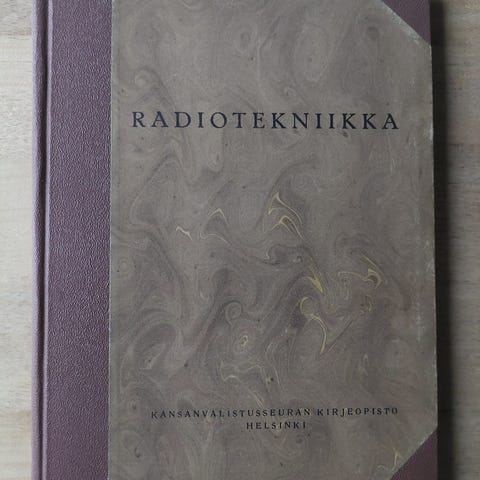 RADIOTEKNIIKKA
KANSANVALISTUSSEURAN KIRJEOPISTO
HELSINKI